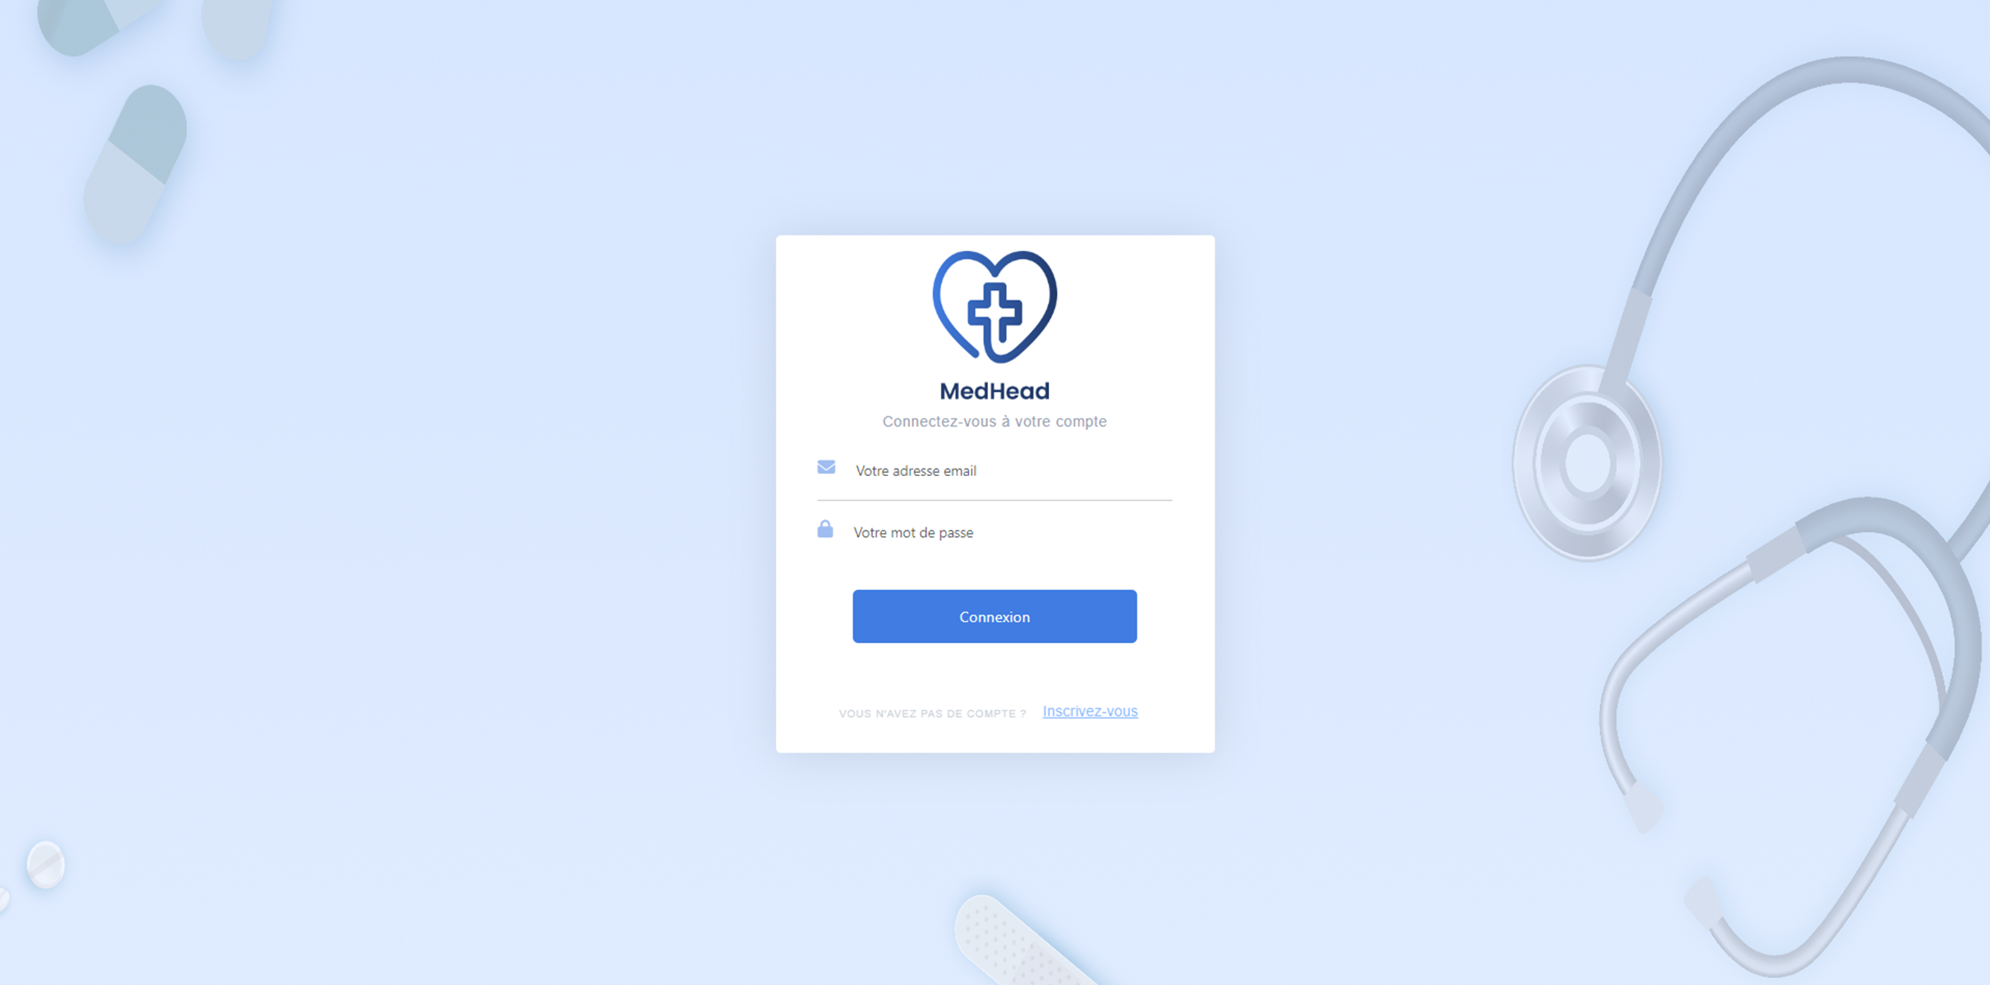 MedHead
Connectez-vous à votre compte
Votre adresse email
Votre mot de passe
Connexion
VOUS N'AVEZ PAS DE COMPTE ? Inscrivez-vous